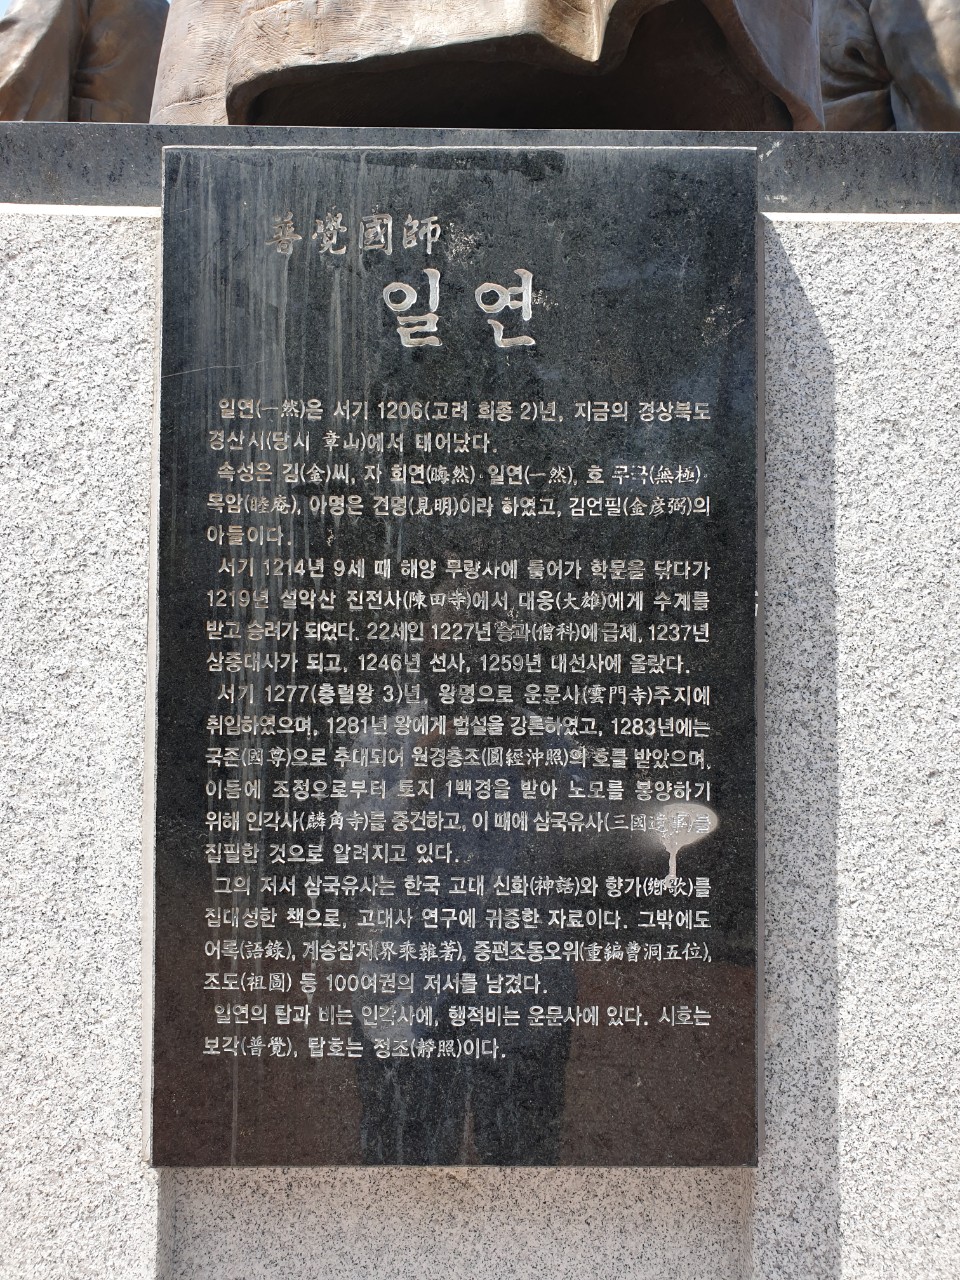 普覺國師
일연
일연(一然)은 서기 1206(고려 희종 2)년, 지금의 경상북도
경산시(당시 章山)에서 태어났다.
속성은 김(金)씨, 자 회연(晦然)·일연(一然), 호 무극(無極)·
목암(睦庵), 아명은 견명(見明)이라 하였고, 김언필(金彦弼)의
아들이다.
서기 1214년 9세 때 해양 무량사에 들어가 학문을 닦다가
1219년 설악산 진전사(陳田寺)에서 대웅(大雄)에게 수계를
받고 승려가 되었다. 22세인 1227년 승과(僧科)에 급제, 1237년
삼중대사가 되고, 1246년 선사, 1259년 대선사에 올랐다.
서기 1277(충렬왕 3)년, 왕명으로 운문사(雲門寺)주지에
취임하였으며, 1281년 왕에게 법설을 강론하였고, 1283년에는
국존(國尊)으로 추대되어 원경충조(圓經沖照)의 호를 받았으며,
이듬에 조정으로부터 토지 1백경을 받아 노모를 봉양하기
위해 인각사(麟角寺)를 중건하고, 이 때에 삼국유사(三國遺事)를
집필한 것으로 알려지고 있다.
그의 저서 삼국유사는 한국 고대 신화(神話)와 향가(鄕歌)를
집대성한 책으로, 고대사 연구에 귀중한 자료이다. 그밖에도
어록(語錄), 계승잡저(界乘雜著), 중편조동오위(重編曹洞五位),
조도(祖圖) 등 100여권의 저서를 남겼다.
일연의 탑과 비는 인각사에, 행적비는 운문사에 있다. 시호는
보각(普覺), 탑호는 정조(靜照)이다.